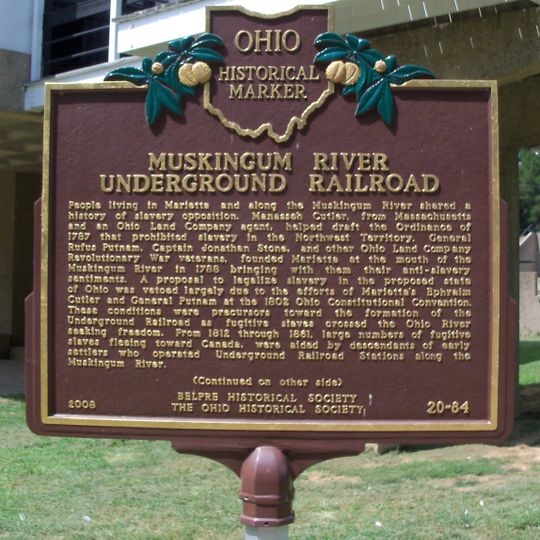 OHIO
HISTORICAL
MARKER
MUSKINGUM RIVER
UNDERGROUND RAILROAD
People living in Marietta and along the Muskingum River shared a
history of slavery opposition. Manasseh Cutler, from Massachusetts
and an Ohio Land Company agent, helped draft the Ordinance of
1787 that prohibited slavery in the Northwest Territory. General
Rufus Putnam, Captain Jonathan Stone, and other Ohio Land Company
Revolutionary War veterans, founded Marietta at the mouth of the
Muskingum River in 1788 bringing with them their anti-slavery
sentiments. A proposal to legalize slavery in the proposed state
of Ohio was vetoed largely due to the efforts of Marietta's Ephraim
Cutler and General Putnam at the 1802 Ohio Constitutional Convention.
These conditions were precursors toward the formation of the
Underground Railroad as fugitive slaves crossed the Ohio River
seeking freedom. From 1812 through 1861, large numbers of fugitive
slaves fleeing toward Canada, were aided by descendants of early
settlers who operated Underground Railroad Stations along the
Muskingum River.
(Continued on other side)
BELPRE HISTORICAL SOCIETY
2008 THE OHIO HISTORICAL SOCIETY 20-84